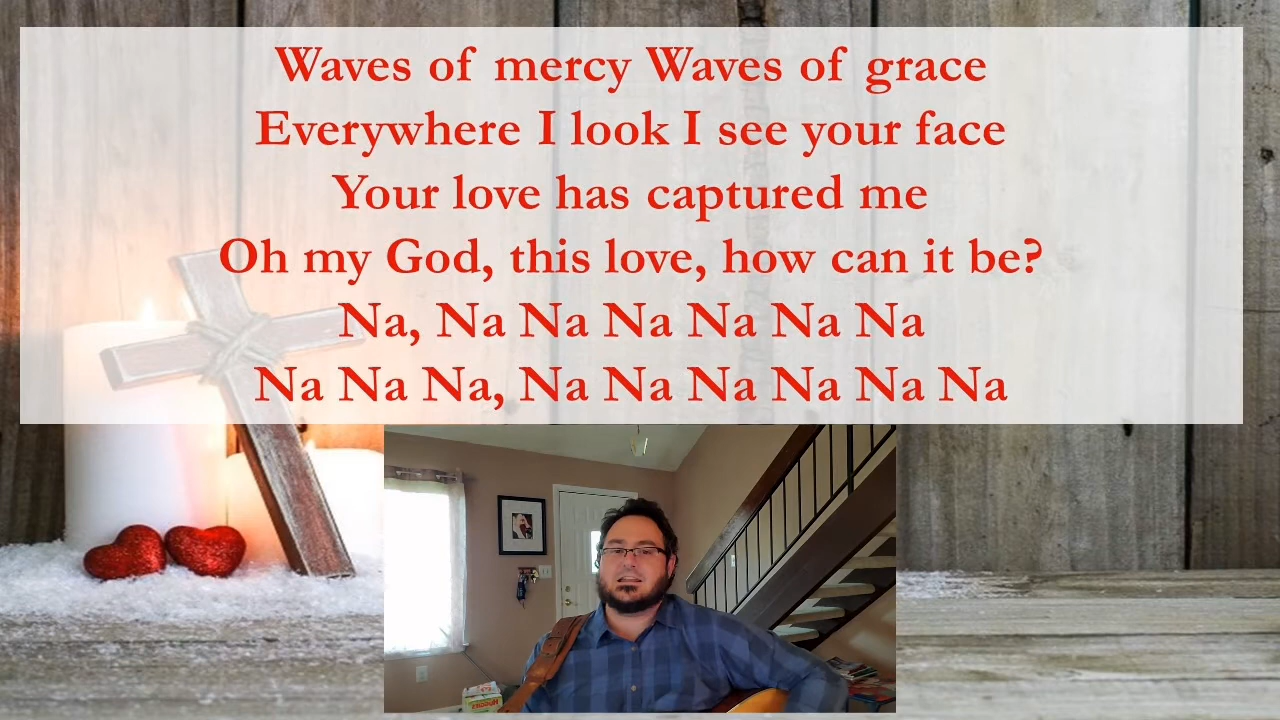 Waves of mercy Waves of grace
Everywhere I look I see your face
Your love has captured me
Oh my God, this love, how can it be?
Na, Na Na Na Na Na Na
Na Na Na, Na Na Na Na Na Na